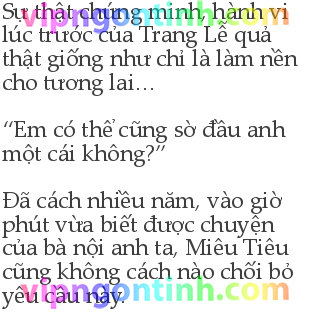 Sự thật chứng minh, hành vi
lúc trước của Trang Lễ quả
thật giống như chỉ là làm nền
cho tương lai...
“Em có thể cũng sờ đầu anh
một cái không?”
Đã cách nhiều năm, vào giờ
phút vừa biết được chuyện
của bà nội anh ta, Miêu Tiêu
cũng không cách nào chối bỏ
yêu cầu này.
vipngontinh.com
vipngontinh.com